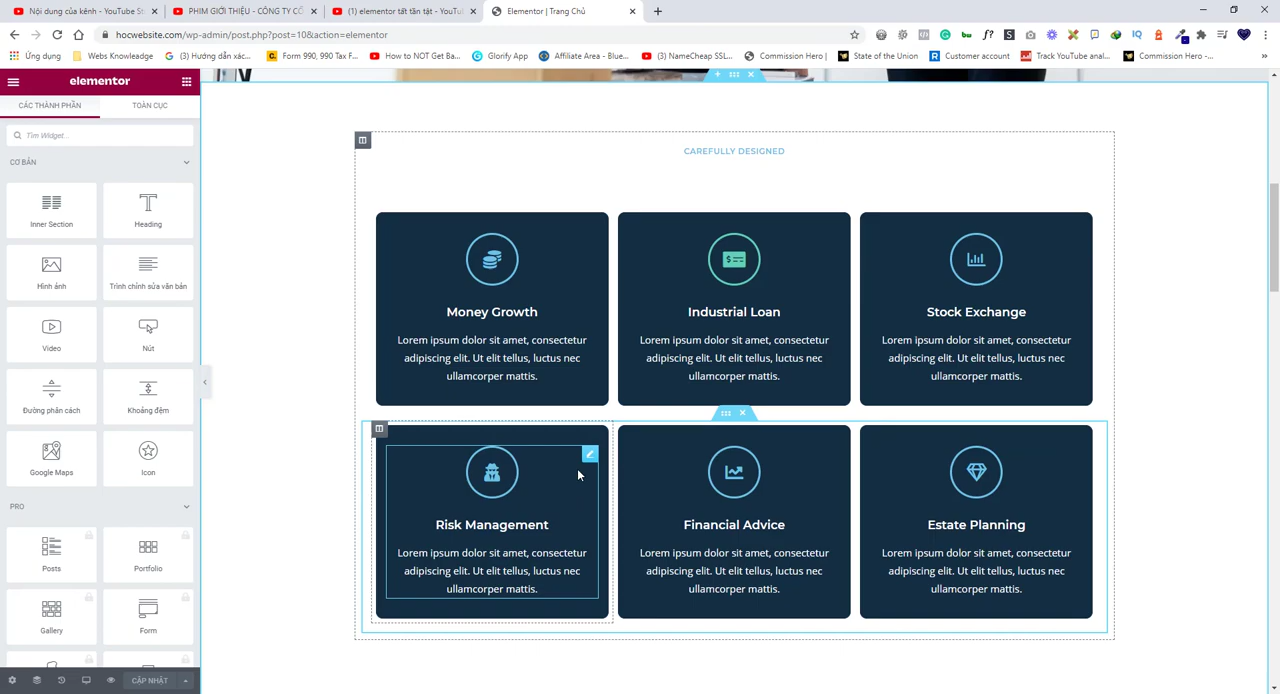 Nội dung của kênh - YouTube St
PHIM GIỚI THIỆU - CÔNG TY CỔ
(1) elementor tất tần tật - YouTu
Elementor | Trang Chủ
hocwebsite.com/wp-admin/post.php?post=10&action=elementor
Ứng dụng
Webs Knowleadge
(3) Hướng dẫn xác...
Form 990, 990 Tax F...
How NOT To Get Ba...
Glorify App
Affiliate Area - Blue...
(3) NameCheap SSL...
Commission Hero |
State of the Union
Customer account
Track YouTube anal...
Commission Hero -...
elementor
CÁC THÀNH PHẦN
TOÀN CỤC
Tìm Widget...
CƠ BẢN
Inner Section
Heading
Hình ảnh
Trình chỉnh sửa văn bản
Video
Nút
Đường phân cách
Khoảng đệm
Google Maps
Icon
PRO
Posts
Portfolio
Gallery
Form
CẬP NHẬT
CAREFULLY DESIGNED
Money Growth
Lorem ipsum dolor sit amet, consectetur
adipiscing elit. Ut elit tellus, luctus nec
ullamcorper mattis.
Industrial Loan
Lorem ipsum dolor sit amet, consectetur
adipiscing elit. Ut elit tellus, luctus nec
ullamcorper mattis.
Stock Exchange
Lorem ipsum dolor sit amet, consectetur
adipiscing elit. Ut elit tellus, luctus nec
ullamcorper mattis.
Risk Management
Lorem ipsum dolor sit amet, consectetur
adipiscing elit. Ut elit tellus, luctus nec
ullamcorper mattis.
Financial Advice
Lorem ipsum dolor sit amet, consectetur
adipiscing elit. Ut elit tellus, luctus nec
ullamcorper mattis.
Estate Planning
Lorem ipsum dolor sit amet, consectetur
adipiscing elit. Ut elit tellus, luctus nec
ullamcorper mattis.